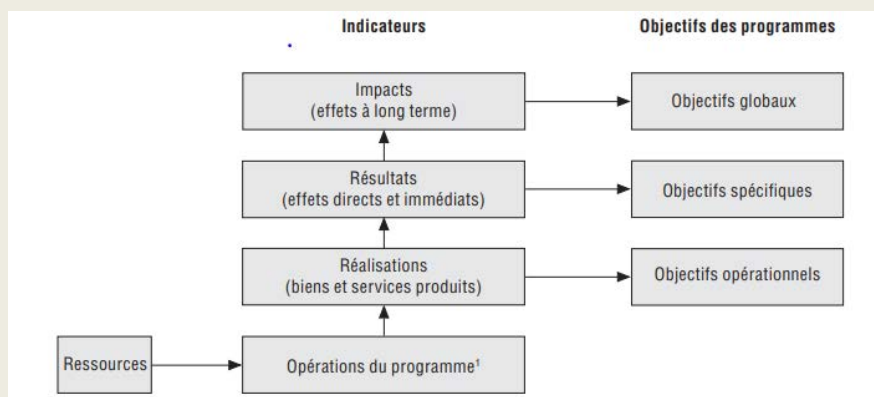 Indicateurs
Objectifs des programmes
Impacts
(effets à long terme)
Objectifs globaux
Résultats
(effets directs et immédiats)
Objectifs spécifiques
Réalisations
(biens et services produits)
Objectifs opérationnels
Ressources
Opérations du programme¹